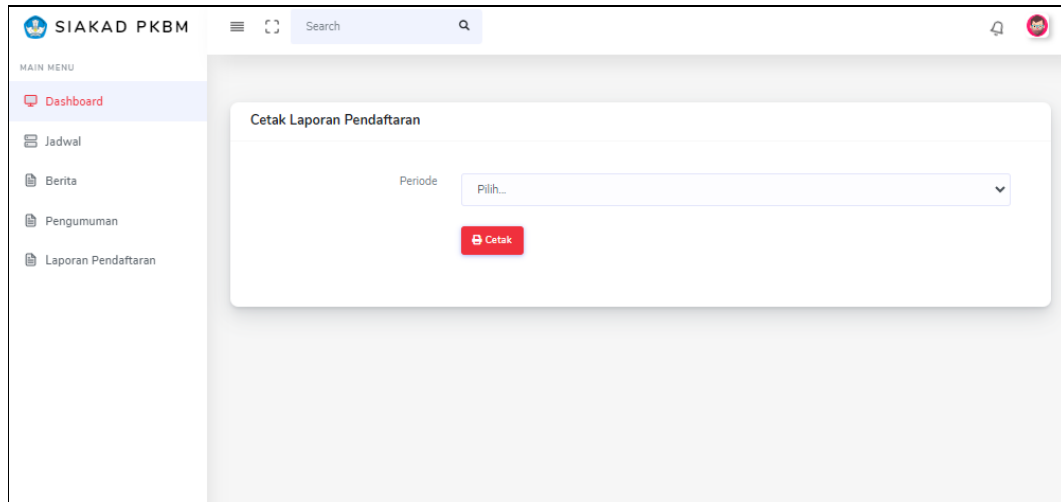 SIAKAD PKBM
Search
MAIN MENU
Dashboard
Jadwal
Berita
Pengumuman
Laporan Pendaftaran
Cetak Laporan Pendaftaran
Periode
Pilih...
Cetak